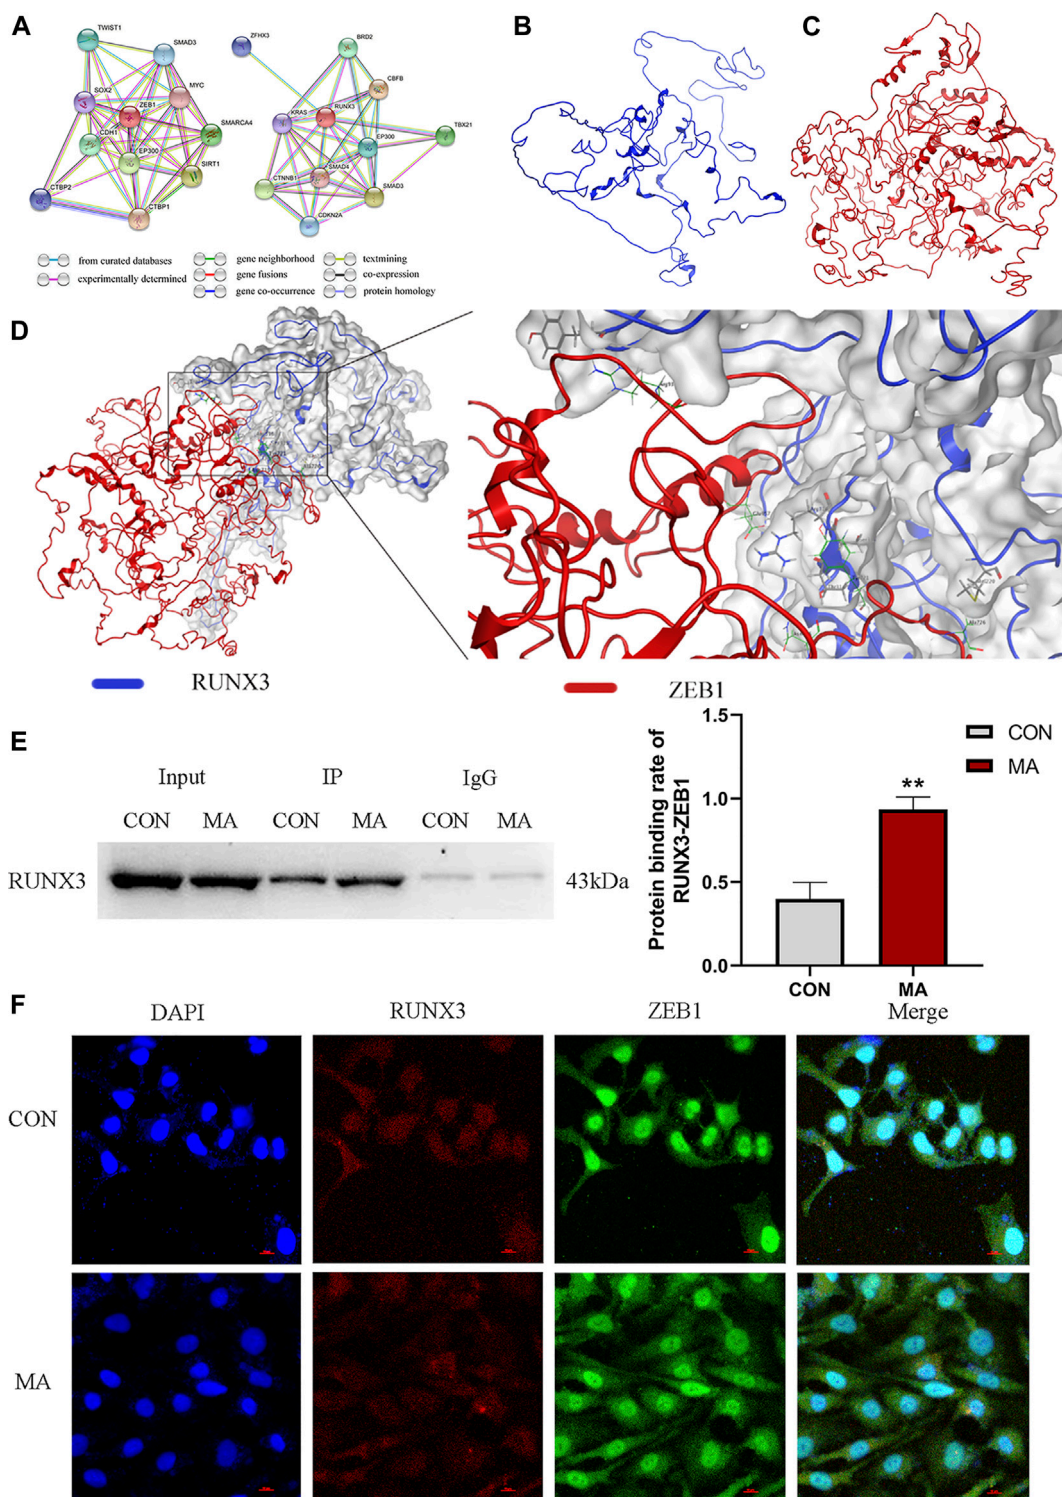 A
B
C
TWIST1
SMAD3
SOX2
MYC
ZEB1
SMARCA4
CDH1
EP300
SIRT1
CTBP2
CTBP1
ZFHX3
BRD2
CBFB
KRAS
RUNX3
TBX21
EP300
SMAD4
CTNNB1
SMAD3
CDKN2A
from curated databases
experimentally determined
gene neighborhood
gene fusions
gene co-occurrence
textmining
co-expression
protein homology
D
RUNX3
ZEB1
E
Input IP IgG
CON MA CON MA CON MA
RUNX3 43kDa
Protein binding rate of
RUNX3-ZEB1
1.5
1.0
0.5
0.0
**
CON MA
CON
MA
F
DAPI RUNX3 ZEB1 Merge
CON
MA